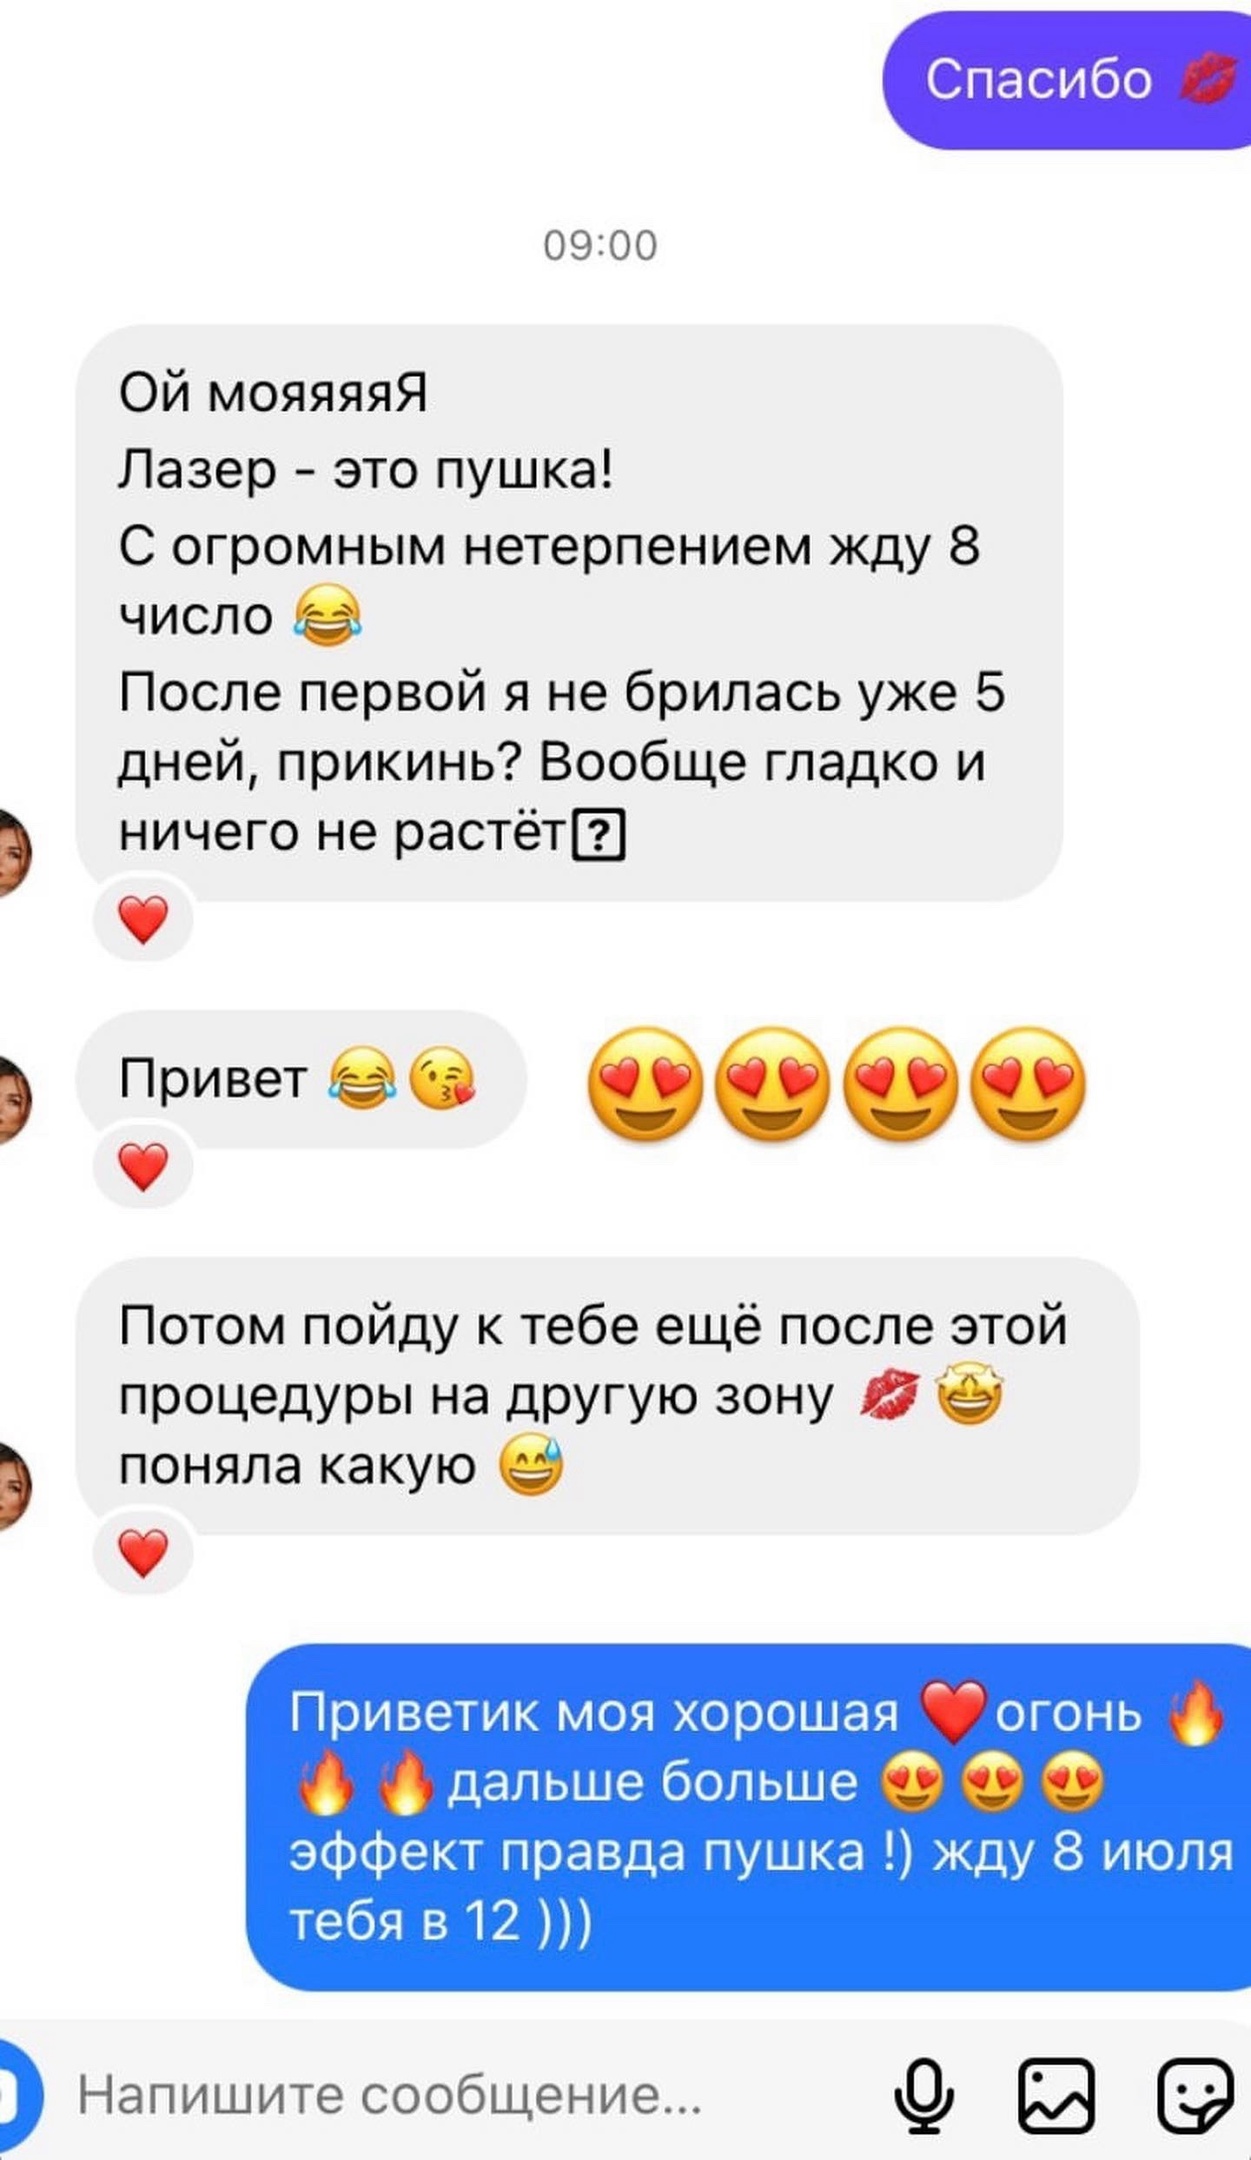 Спасибо 💋
09:00
Ой мояяяяЯ
Лазер - это пушка!
С огромным нетерпением жду 8
число 😂
После первой я не брилась уже 5
дней, прикинь? Вообще гладко и
ничего не растёт⍰
❤️
Привет 😂😘
😍😍😍😍
❤️
Потом пойду к тебе ещё после этой
процедуры на другую зону 💋🤩
поняла какую 😅
❤️
Приветик моя хорошая ❤️огонь 🔥
🔥🔥дальше больше 😍😍😍
эффект правда пушка !) жду 8 июля
тебя в 12 )))
Напишите сообщение...